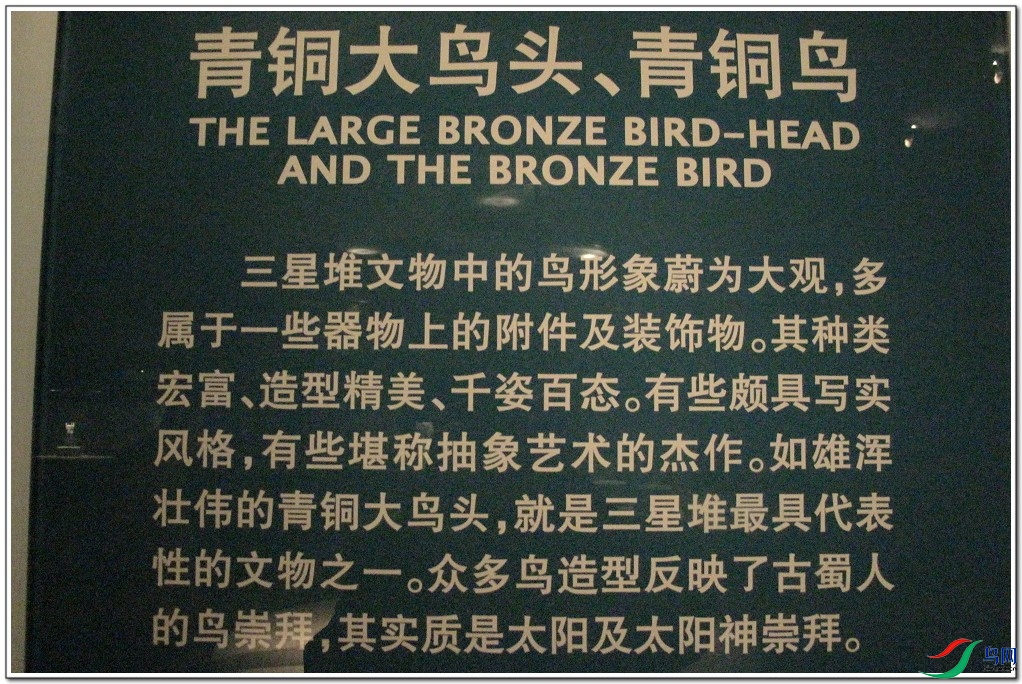 青铜大鸟头、青铜鸟
THE LARGE BRONZE BIRD-HEAD
AND THE BRONZE BIRD
三星堆文物中的鸟形象蔚为大观,多
属于一些器物上的附件及装饰物。其种类
宏富、造型精美、千姿百态。有些颇具写实
风格,有些堪称抽象艺术的杰作。如雄浑
壮伟的青铜大鸟头,就是三星堆最具代表
性的文物之一。众多鸟造型反映了古蜀人
的鸟崇拜,其实质是太阳及太阳神崇拜。
鸟网